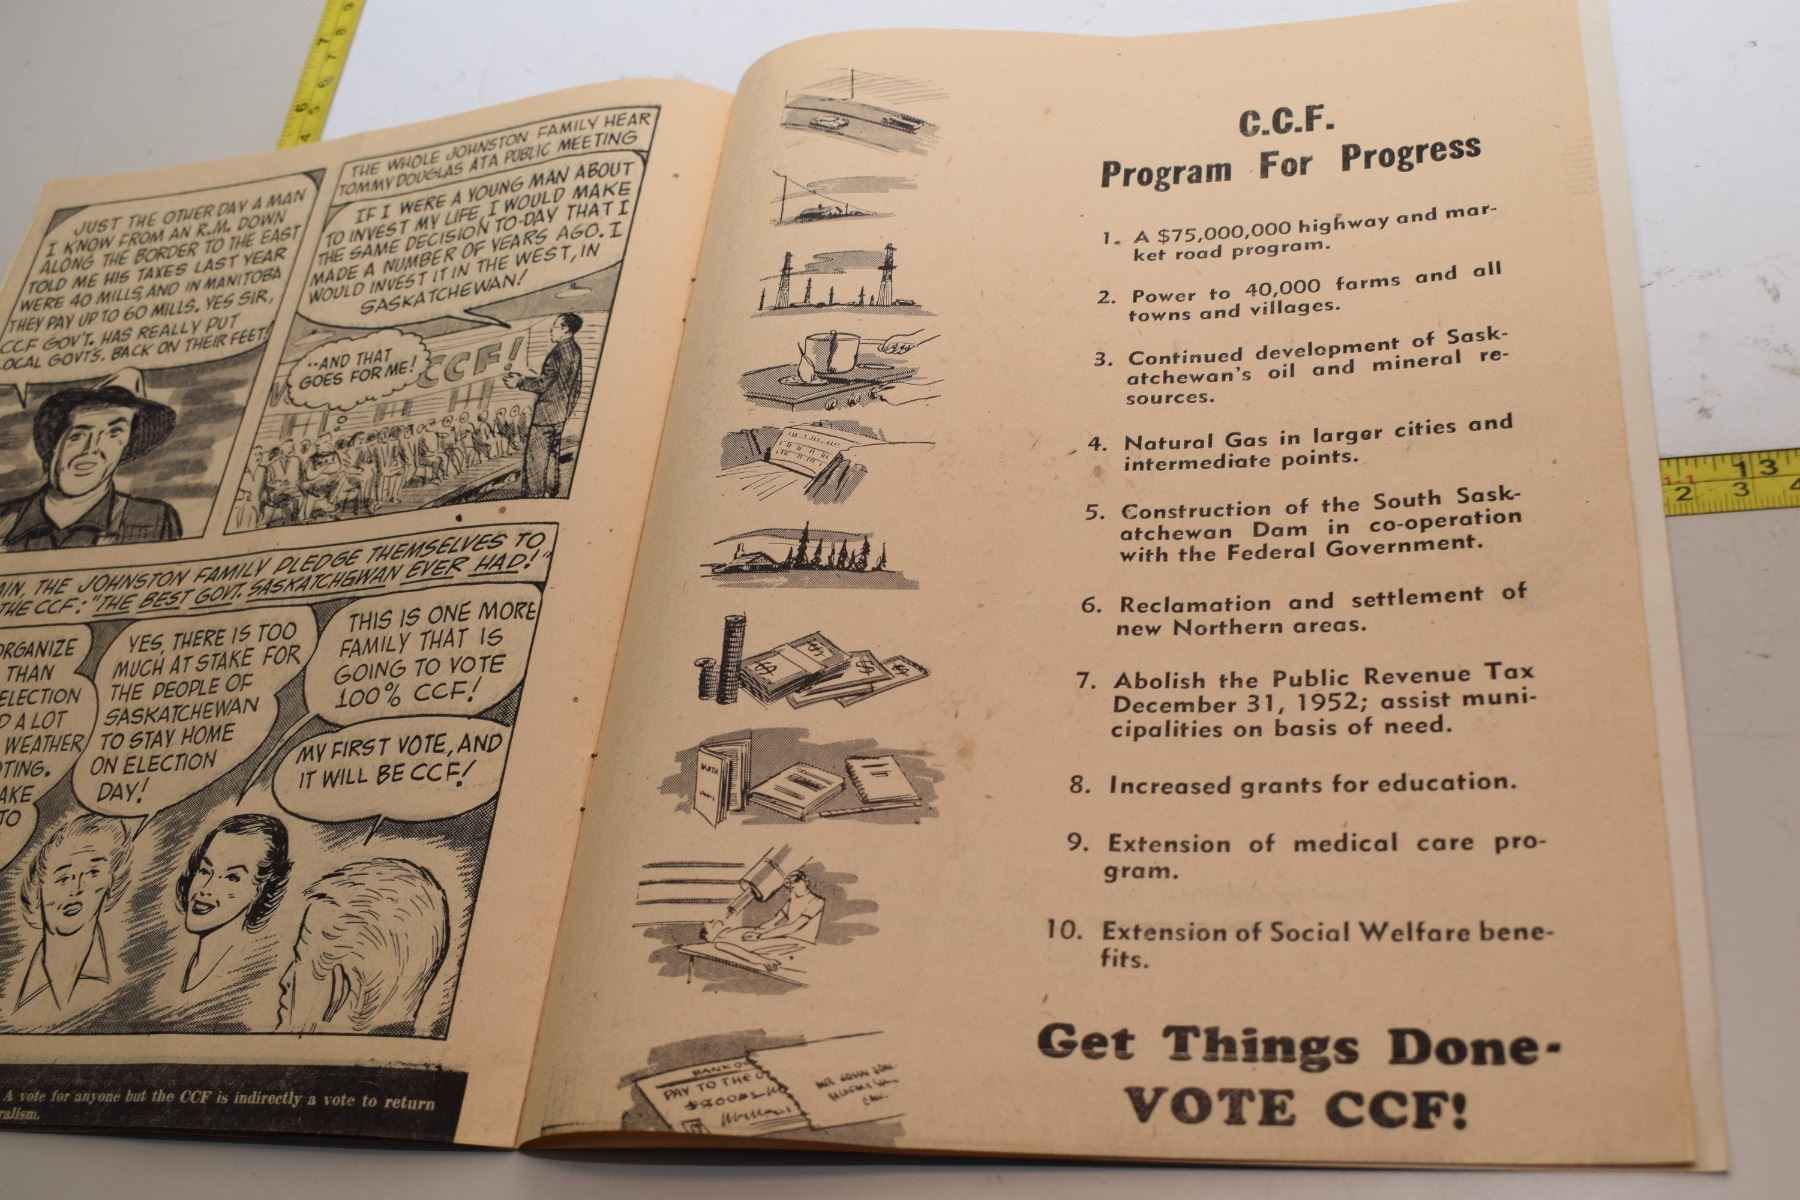 JUST THE OTHER DAY A MAN
I KNOW FROM AN R.M. DOWN
ALONG THE BORDER TO THE EAST
TOLD ME HIS TAXES LAST YEAR
WERE 40 MILLS, AND IN MANITOBA
THEY PAY UP TO 60 MILLS. YES SIR,
CCF GOV'T. HAS REALLY PUT
OCAL GOVT'S. BACK ON THEIR FEET!
THE WHOLE JOHNSTON FAMILY HEAR
TOMMY DOUGLAS AT A PUBLIC MEETING
IF I WERE A YOUNG MAN ABOUT
TO INVEST MY LIFE, I WOULD MAKE
THE SAME DECISION TO-DAY THAT I
MADE A NUMBER OF YEARS AGO. I
WOULD INVEST IT IN THE WEST, IN
SASKATCHEWAN!
..AND THAT
GOES FOR ME!
CCF!
AIN, THE JOHNSTON FAMILY PLEDGE THEMSELVES TO
THE CCF: "THE BEST GOVT. SASKATCHEWAN EVER HAD!"
ORGANIZE
THAN
ELECTION
D A LOT
WEATHER
OTING.
AKE
TO
YES, THERE IS TOO
MUCH AT STAKE FOR
THE PEOPLE OF
SASKATCHEWAN
TO STAY HOME
ON ELECTION
DAY!
THIS IS ONE MORE
FAMILY THAT IS
GOING TO VOTE
100% CCF!
MY FIRST VOTE, AND
IT WILL BE CCF!
A vote for anyone but the CCF is indirectly a vote to return
ralism.
C.C.F.
Program For Progress
1. A $75,000,000 highway and mar-
ket road program.
2. Power to 40,000 farms and all
towns and villages.
3. Continued development of Sask-
atchewan's oil and mineral re-
sources.
4. Natural Gas in larger cities and
intermediate points.
5. Construction of the South Sask-
atchewan Dam in co-operation
with the Federal Government.
6. Reclamation and settlement of
new Northern areas.
7. Abolish the Public Revenue Tax
December 31, 1952; assist muni-
cipalities on basis of need.
8. Increased grants for education.
9. Extension of medical care pro-
gram.
10. Extension of Social Welfare bene-
fits.
Get Things Done-
VOTE CCF!
MATH
BANK O
PAY TO THE O